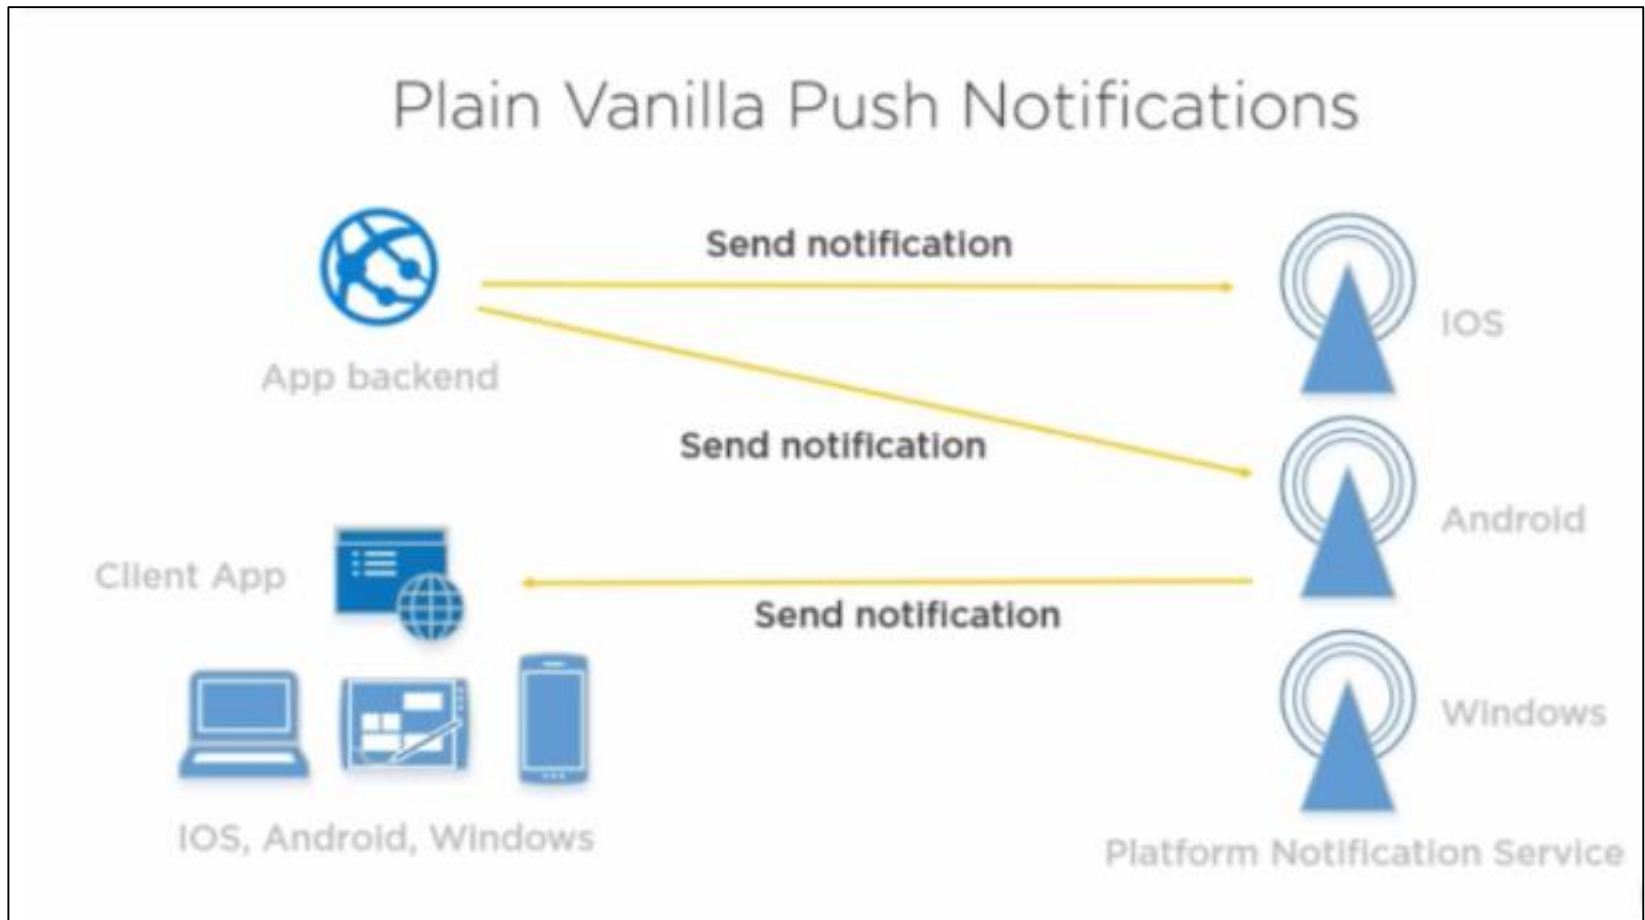 Plain Vanilla Push Notifications
Send notification
IOS
App backend
Send notification
Android
Client App
Send notification
Windows
IOS, Android, Windows
Platform Notification Service